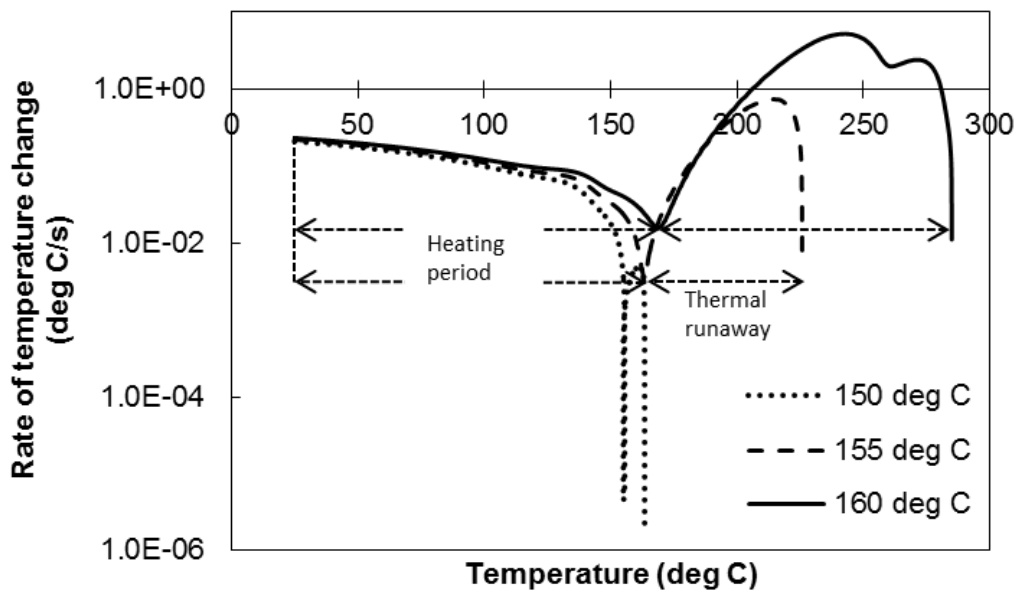 Rate of temperature change
(deg C/s)
1.0E+00
1.0E-02
1.0E-04
1.0E-06
0
50
100
150
200
250
300
Heating
period
Thermal
runaway
150 deg C
155 deg C
160 deg C
Temperature (deg C)